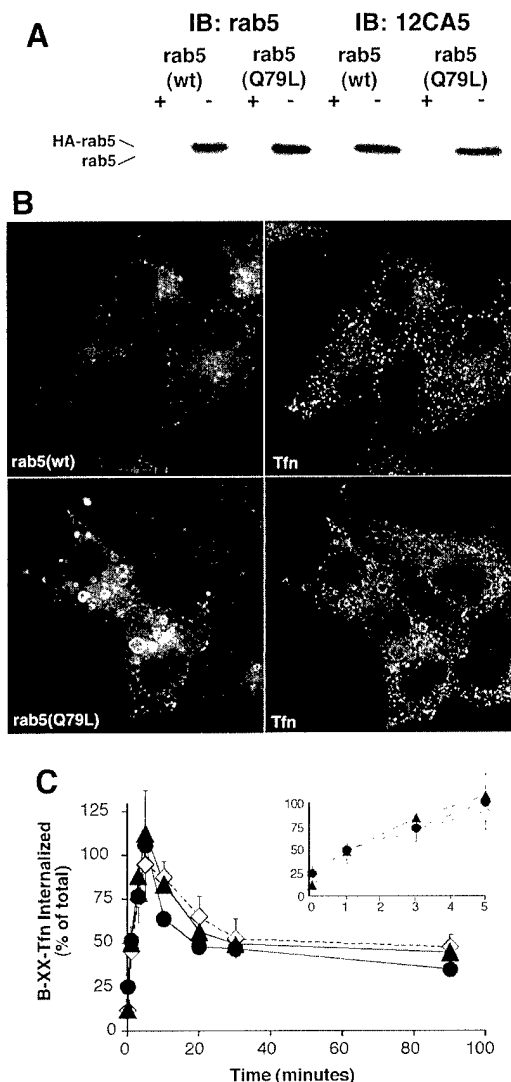 A
IB: rab5 IB: 12CA5
rab5 (wt) rab5 (Q79L) rab5 (wt) rab5 (Q79L)
+ - + - + - + -
HA-rab5
rab5
B
rab5(wt)
Tfn
rab5(Q79L)
Tfn
C
B-XX-Tfn Internalized
(% of total)
125
100
75
50
25
0
0 20 40 60 80 100
Time (minutes)
100
75
50
25
0
0 1 2 3 4 5